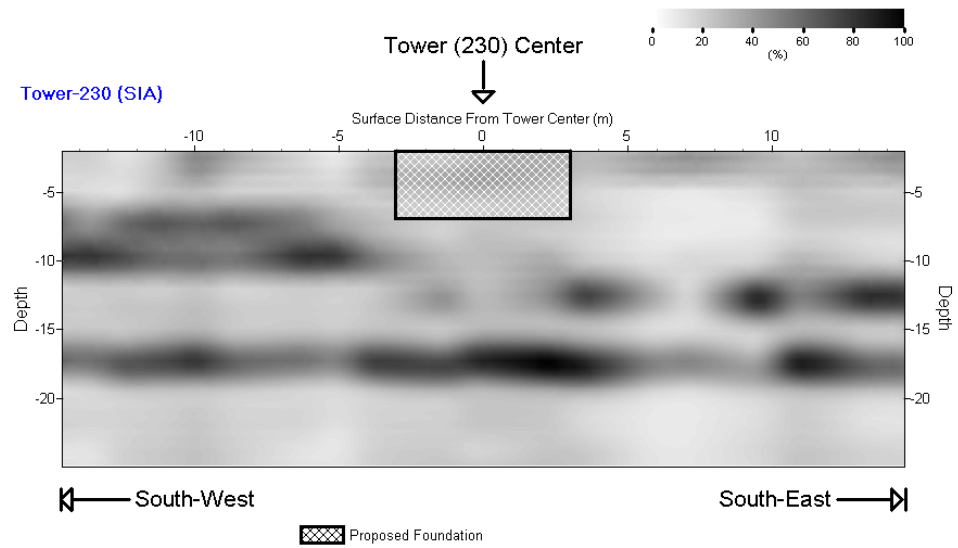 0 20 40 60 80 100
(%)
Tower (230) Center
Tower-230 (SIA)
Surface Distance From Tower Center (m)
-10 -5 0 5 10
-5 -5
-10 -10
Depth Depth
-15 -15
-20 -20
South-West South-East
Proposed Foundation